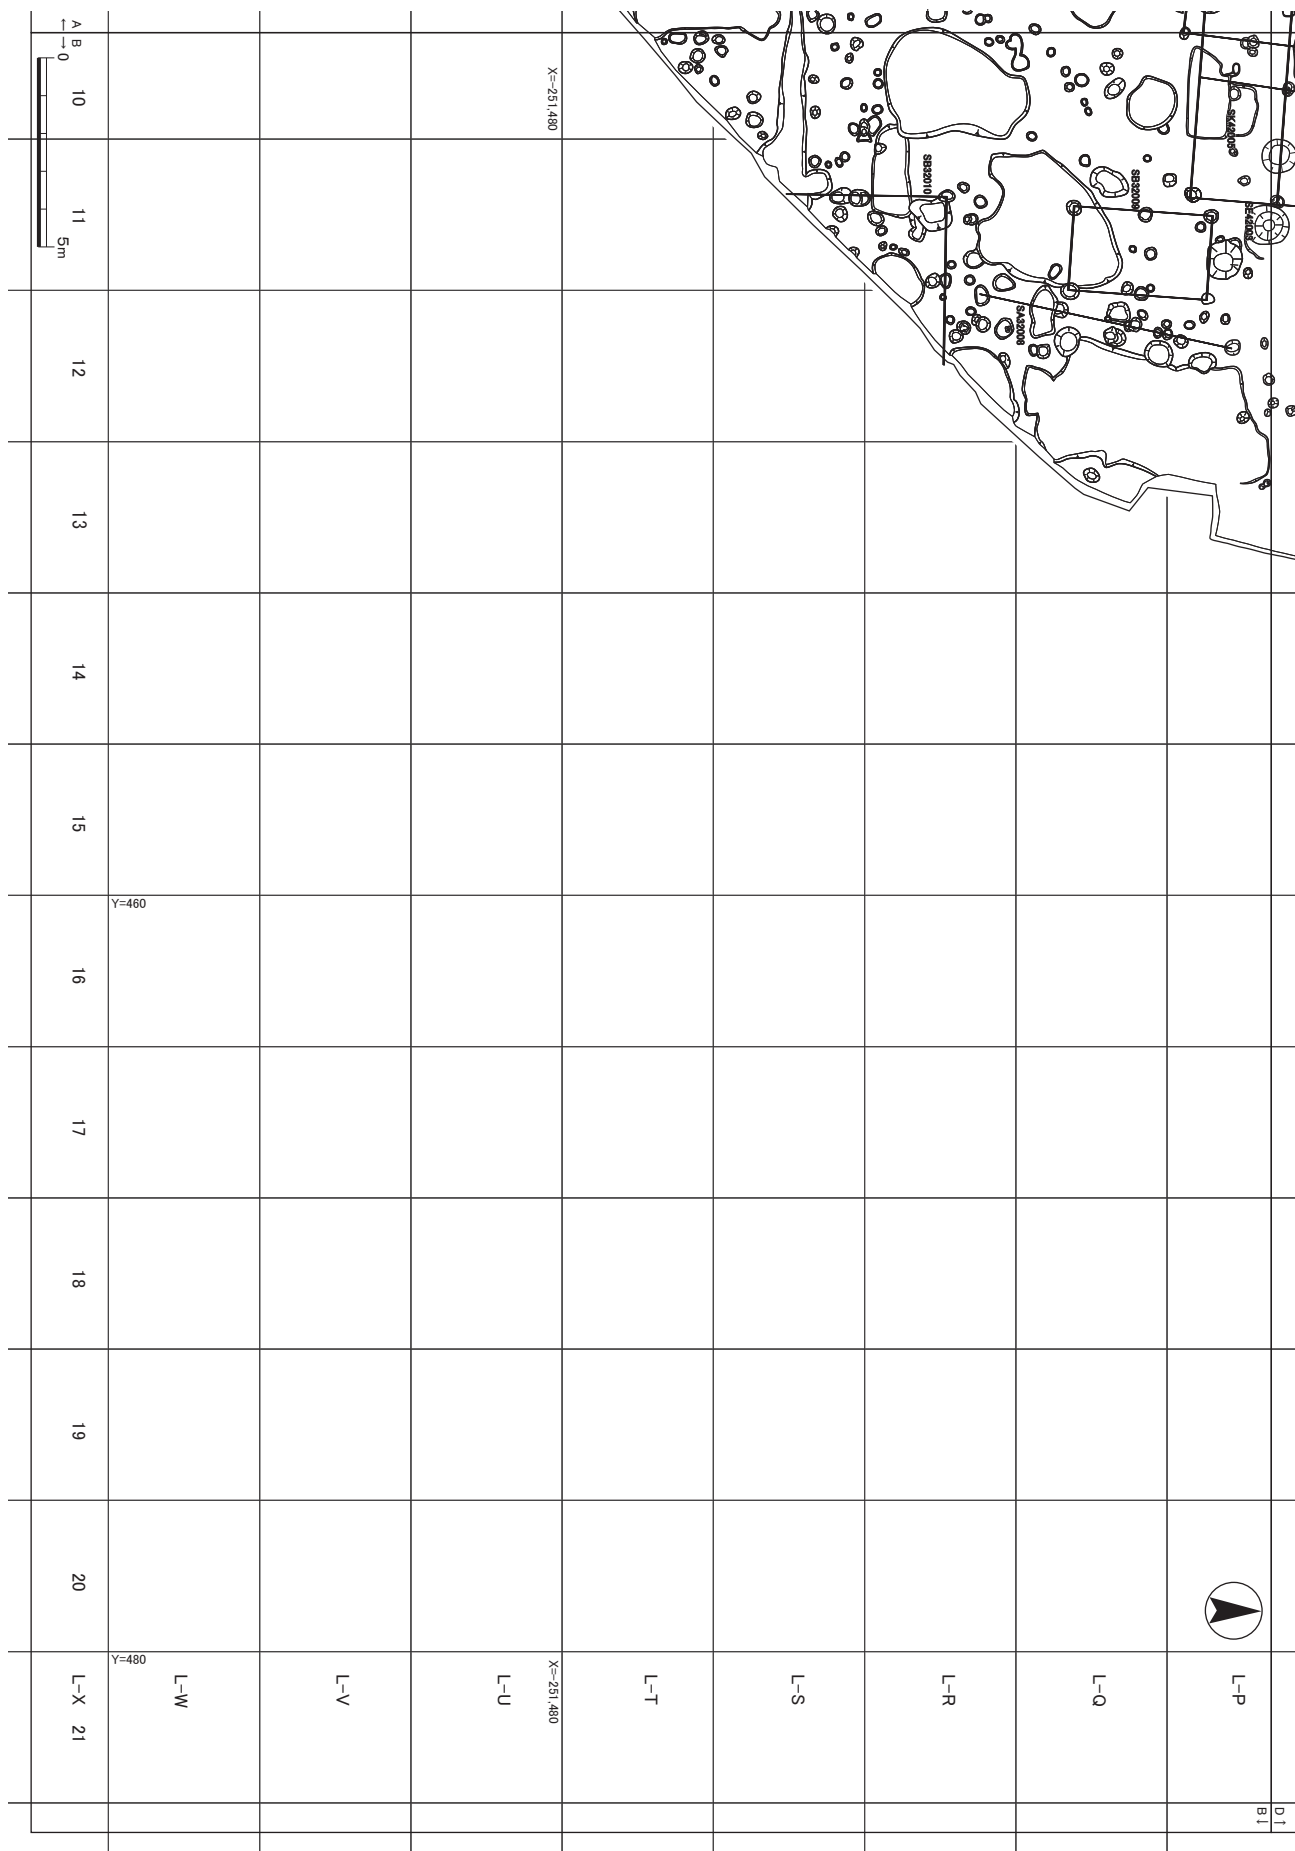 A B
← →
0
5m
10
11
12
13
14
15
16
17
18
19
20
21
X=-251,480
SB32010
SB32009
SK42005
SA32008
Y=460
Y=480
X=-251,480
L-X
L-W
L-V
L-U
L-T
L-S
L-R
L-Q
L-P
D↑
B↓